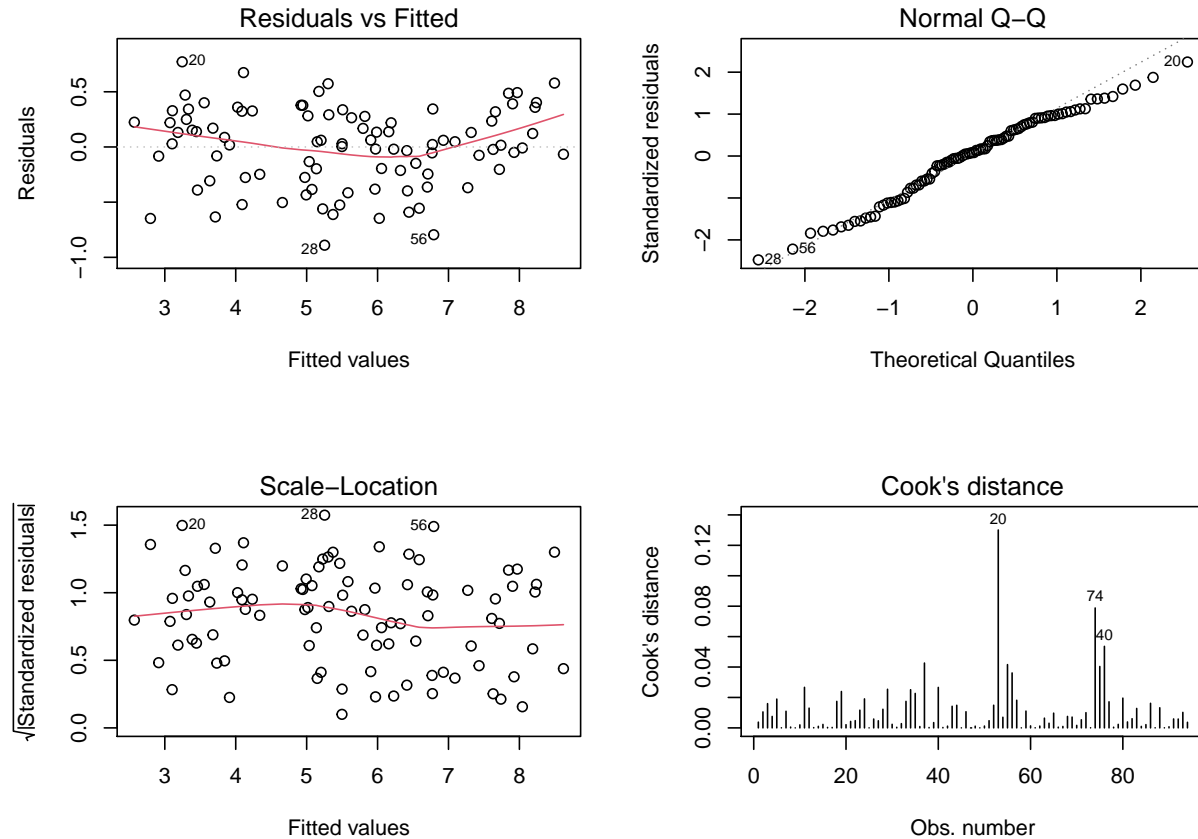 Residuals vs Fitted
Residuals
0.5
0.0
−1.0
20
28
56
3 4 5 6 7 8
Fitted values
Normal Q−Q
Standardized residuals
2
0
−2
28
56
20
−2 −1 0 1 2
Theoretical Quantiles
Scale−Location
√|Standardized residuals|
1.5
1.0
0.5
0.0
20
28
56
3 4 5 6 7 8
Fitted values
Cook's distance
Cook's distance
0.12
0.08
0.04
0.00
20
74
40
0 20 40 60 80
Obs. number